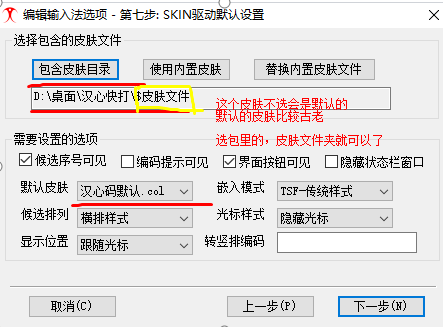 编辑输入法选项 - 第七步: SKIN驱动默认设置
选择包含的皮肤文件
包含皮肤目录 使用内置皮肤 替换内置皮肤文件
D:\桌面\汉心快打\$皮肤文件
这个皮肤不选会是默认的
默认的皮肤比较古老
选包里的，皮肤文件夹就可以了
需要设置的选项
候选序号可见 编码提示可见 界面按钮可见 隐藏状态栏窗口
默认皮肤 汉心码默认.col 嵌入模式 TSF-传统样式
候选排列 横排样式 光标样式 隐藏光标
显示位置 跟随光标 转竖排编码
取消(C) 上一步(P) 下一步(N)